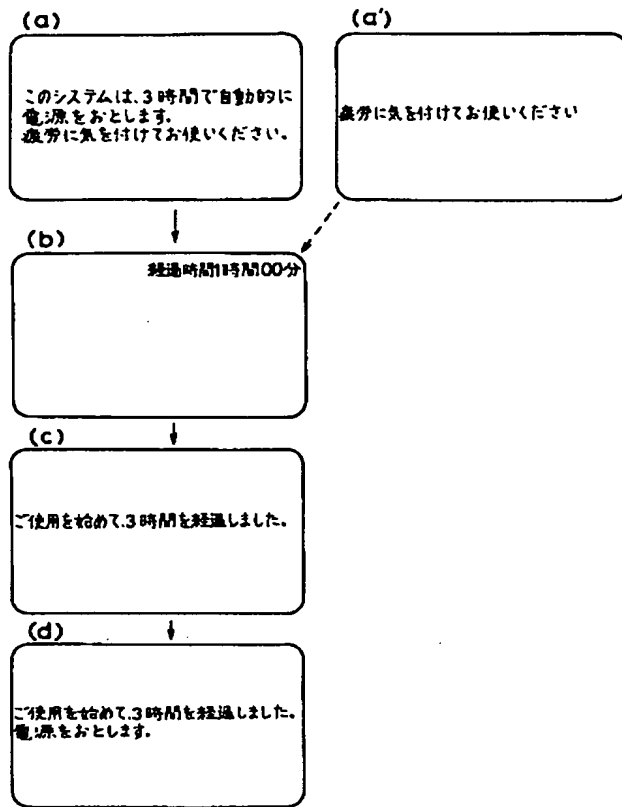 (a)
このシステムは、3時間で自動的に
電源をおとします。
疲労に気を付けてお使いください。
(a')
疲労に気を付けてお使いください
(b)
経過時間1時間00分
(c)
ご使用を始めて、3時間を経過しました。
(d)
ご使用を始めて、3時間を経過しました。
電源をおとします。